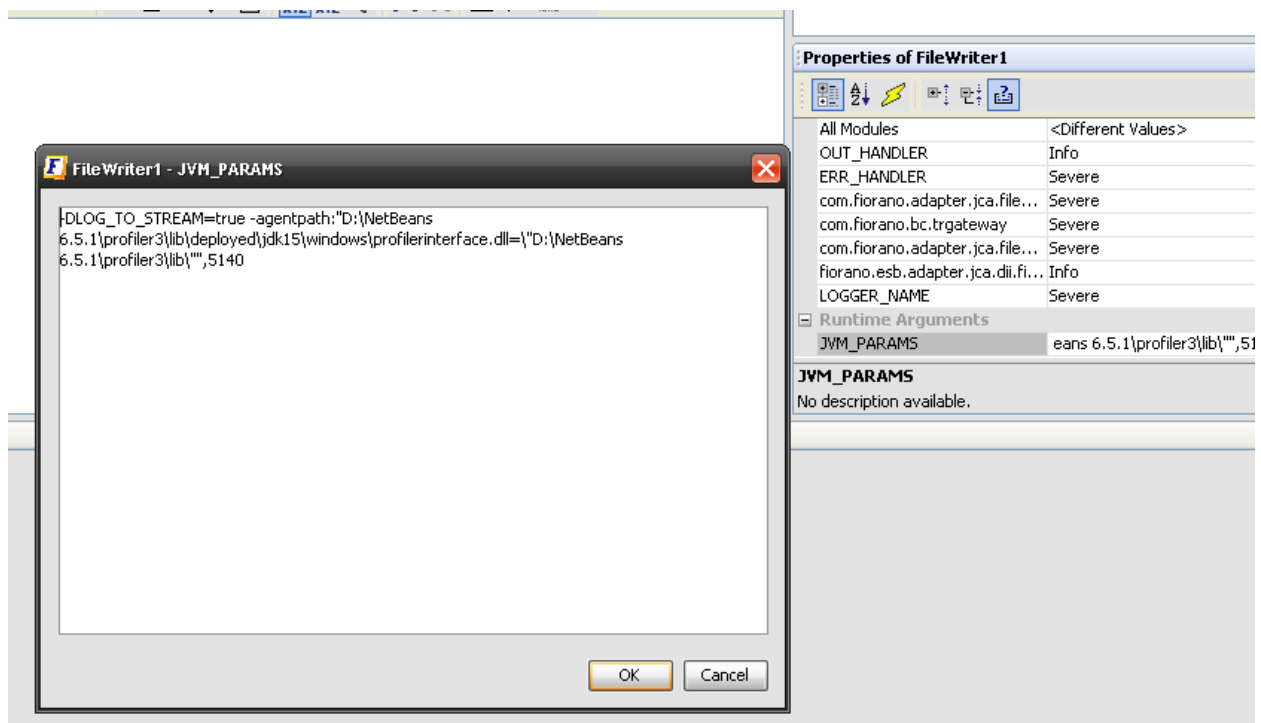 Properties of FileWriter1
All Modules <Different Values>
OUT_HANDLER Info
ERR_HANDLER Severe
com.fiorano.adapter.jca.file... Severe
com.fiorano.bc.trgateway Severe
com.fiorano.adapter.jca.file... Severe
fiorano.esb.adapter.jca.dii.fi... Info
LOGGER_NAME Severe
Runtime Arguments
JVM_PARAMS eans 6.5.1\profiler3\lib\"",51
JVM_PARAMS
No description available.
FileWriter1 - JVM_PARAMS
-DLOG_TO_STREAM=true -agentpath:"D:\NetBeans
6.5.1\profiler3\lib\deployed\jdk15\windows\profilerinterface.dll=\"D:\NetBeans
6.5.1\profiler3\lib\"",5140
OK Cancel